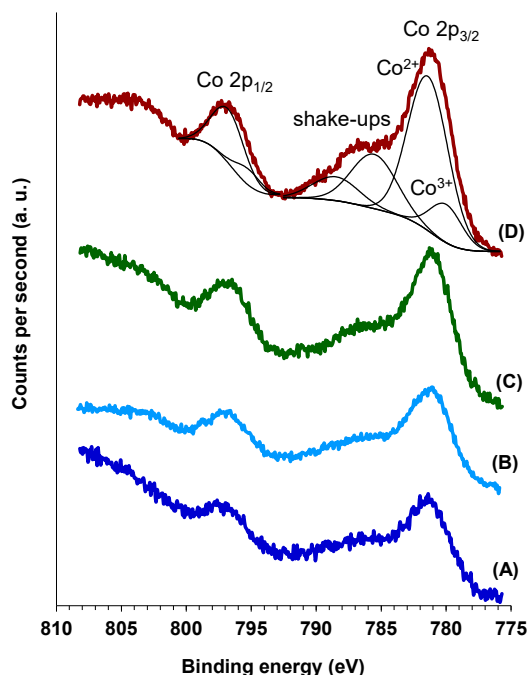 Co 2p3/2
Co2+
Co 2p1/2
shake-ups
Co3+
(D)
(C)
(B)
(A)
Counts per second (a. u.)
810 805 800 795 790 785 780 775
Binding energy (eV)